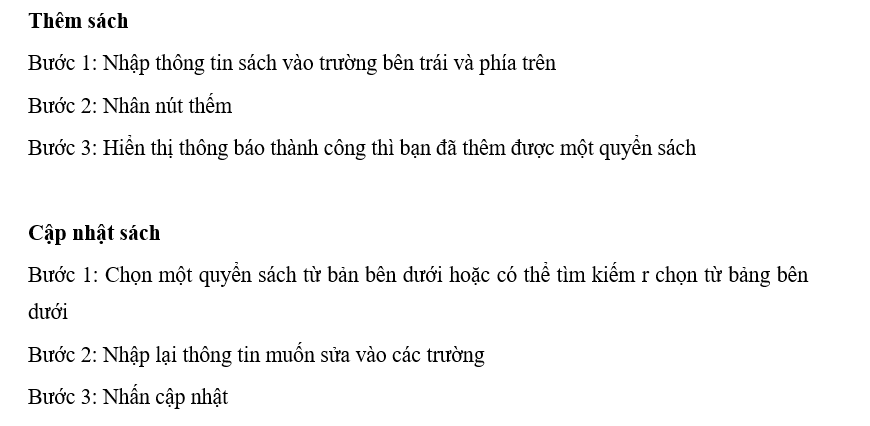 Thêm sách
Bước 1: Nhập thông tin sách vào trường bên trái và phía trên
Bước 2: Nhân nút thếm
Bước 3: Hiển thị thông báo thành công thì bạn đã thêm được một quyển sách
Cập nhật sách
Bước 1: Chọn một quyển sách từ bản bên dưới hoặc có thể tìm kiếm r chọn từ bảng bên
dưới
Bước 2: Nhập lại thông tin muốn sửa vào các trường
Bước 3: Nhấn cập nhật